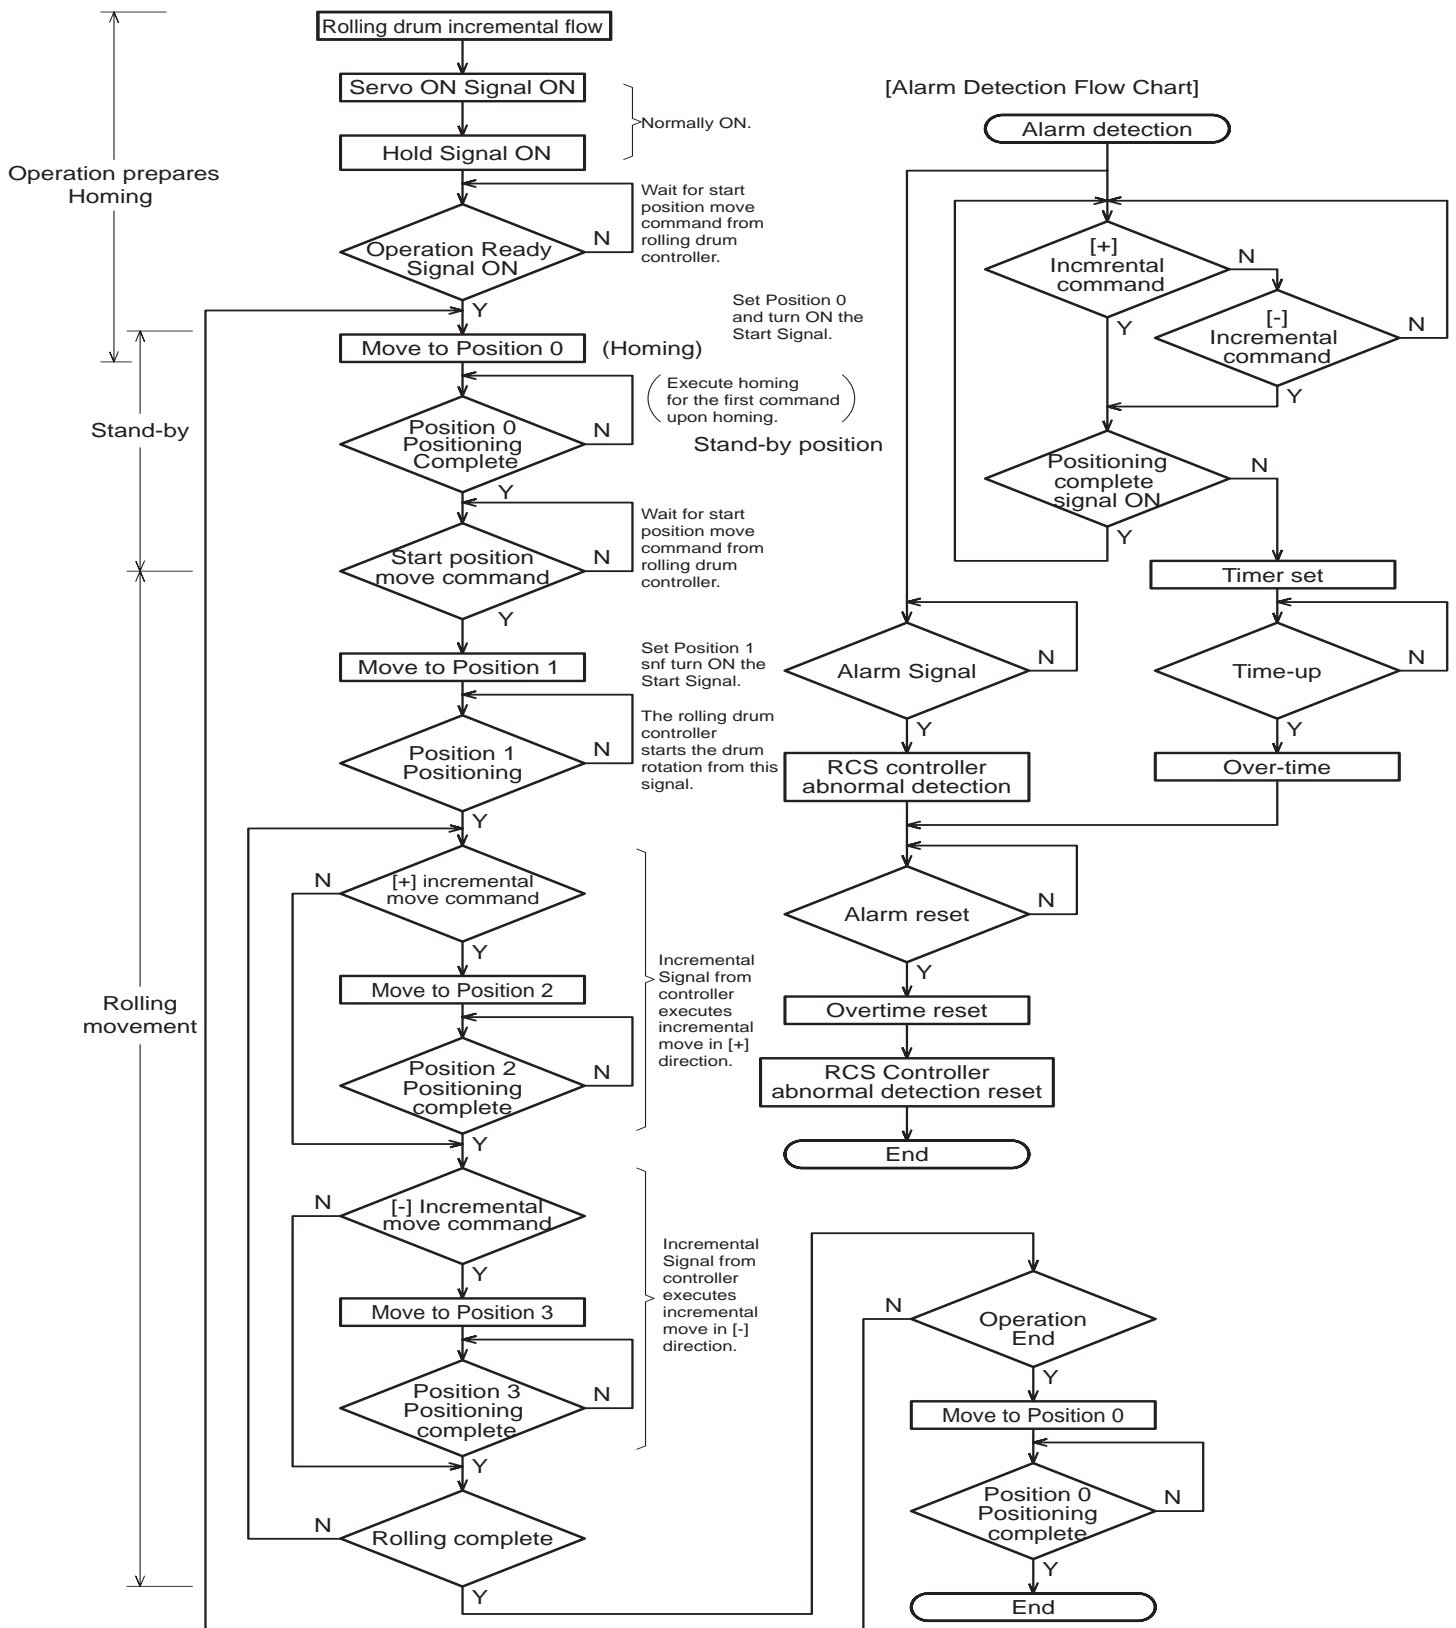 Rolling drum incremental flow
Servo ON Signal ON
Hold Signal ON
Normally ON.
Operation prepares
Homing
Operation Ready
Signal ON
N
Y
Wait for start
position move
command from
rolling drum
controller.
Set Position 0
and turn ON the
Start Signal.
Move to Position 0
(Homing)
Execute homing
for the first command
upon homing.
Stand-by
Position 0
Positioning
Complete
N
Y
Stand-by position
Start position
move command
N
Y
Wait for start
position move
command from
rolling drum
controller.
Move to Position 1
Set Position 1
snf turn ON the
Start Signal.
Position 1
Positioning
N
Y
The rolling drum
controller
starts the drum
rotation from this
signal.
Rolling
movement
[+] incremental
move command
N
Y
Move to Position 2
Position 2
Positioning
complete
N
Y
Incremental
Signal from
controller
executes
incremental
move in [+]
direction.
[-] Incremental
move command
N
Y
Move to Position 3
Position 3
Positioning
complete
N
Y
Incremental
Signal from
controller
executes
incremental
move in [-]
direction.
Rolling complete
N
Y
[Alarm Detection Flow Chart]
Alarm detection
[+]
Incmrental
command
N
Y
[-]
Incremental
command
N
Y
Positioning
complete
signal ON
N
Y
Timer set
Time-up
N
Y
Over-time
Alarm Signal
N
Y
RCS controller
abnormal detection
Alarm reset
N
Y
Overtime reset
RCS Controller
abnormal detection reset
End
Operation
End
N
Y
Move to Position 0
Position 0
Positioning
complete
N
Y
End